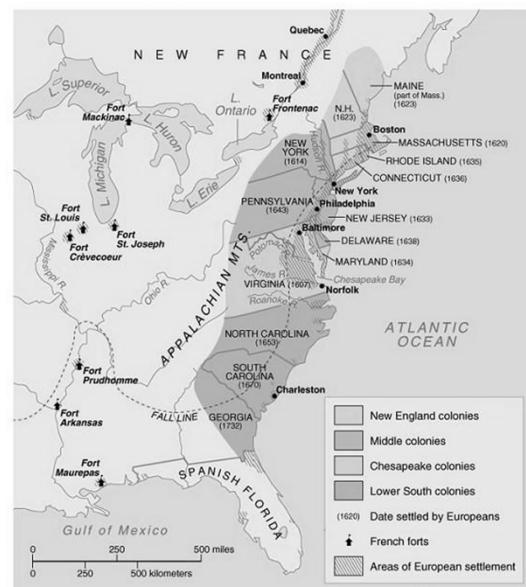 Quebec
NEW FRANCE
Montreal
L. Superior
Fort
Mackinac
L. Huron
L. Michigan
L.
Ontario
Fort
Frontenac
L. Erie
MAINE
(part of Mass.)
(1623)
N.H.
(1623)
Boston
MASSACHUSETTS (1620)
RHODE ISLAND (1635)
CONNECTICUT (1636)
NEW
YORK
(1614)
Hudson R.
New York
PENNSYLVANIA
(1643)
Philadelphia
NEW JERSEY (1633)
Baltimore
DELAWARE (1638)
MARYLAND (1634)
Potomac R.
Chesapeake Bay
James R.
VIRGINIA (1607)
Norfolk
Roanoke R.
Fort
St. Louis
Fort
Crèvecoeur
Fort
St. Joseph
Mississippi R.
Ohio R.
APPALACHIAN MTS.
NORTH CAROLINA
(1653)
SOUTH
CAROLINA
(1670)
Charleston
GEORGIA
(1732)
FALL LINE
Fort
Prudhomme
Fort
Arkansas
Fort
Maurepas
SPANISH FLORIDA
ATLANTIC
OCEAN
Gulf of Mexico
0 250 500 miles
0 250 500 kilometers
New England colonies
Middle colonies
Chesapeake colonies
Lower South colonies
(1620) Date settled by Europeans
French forts
Areas of European settlement